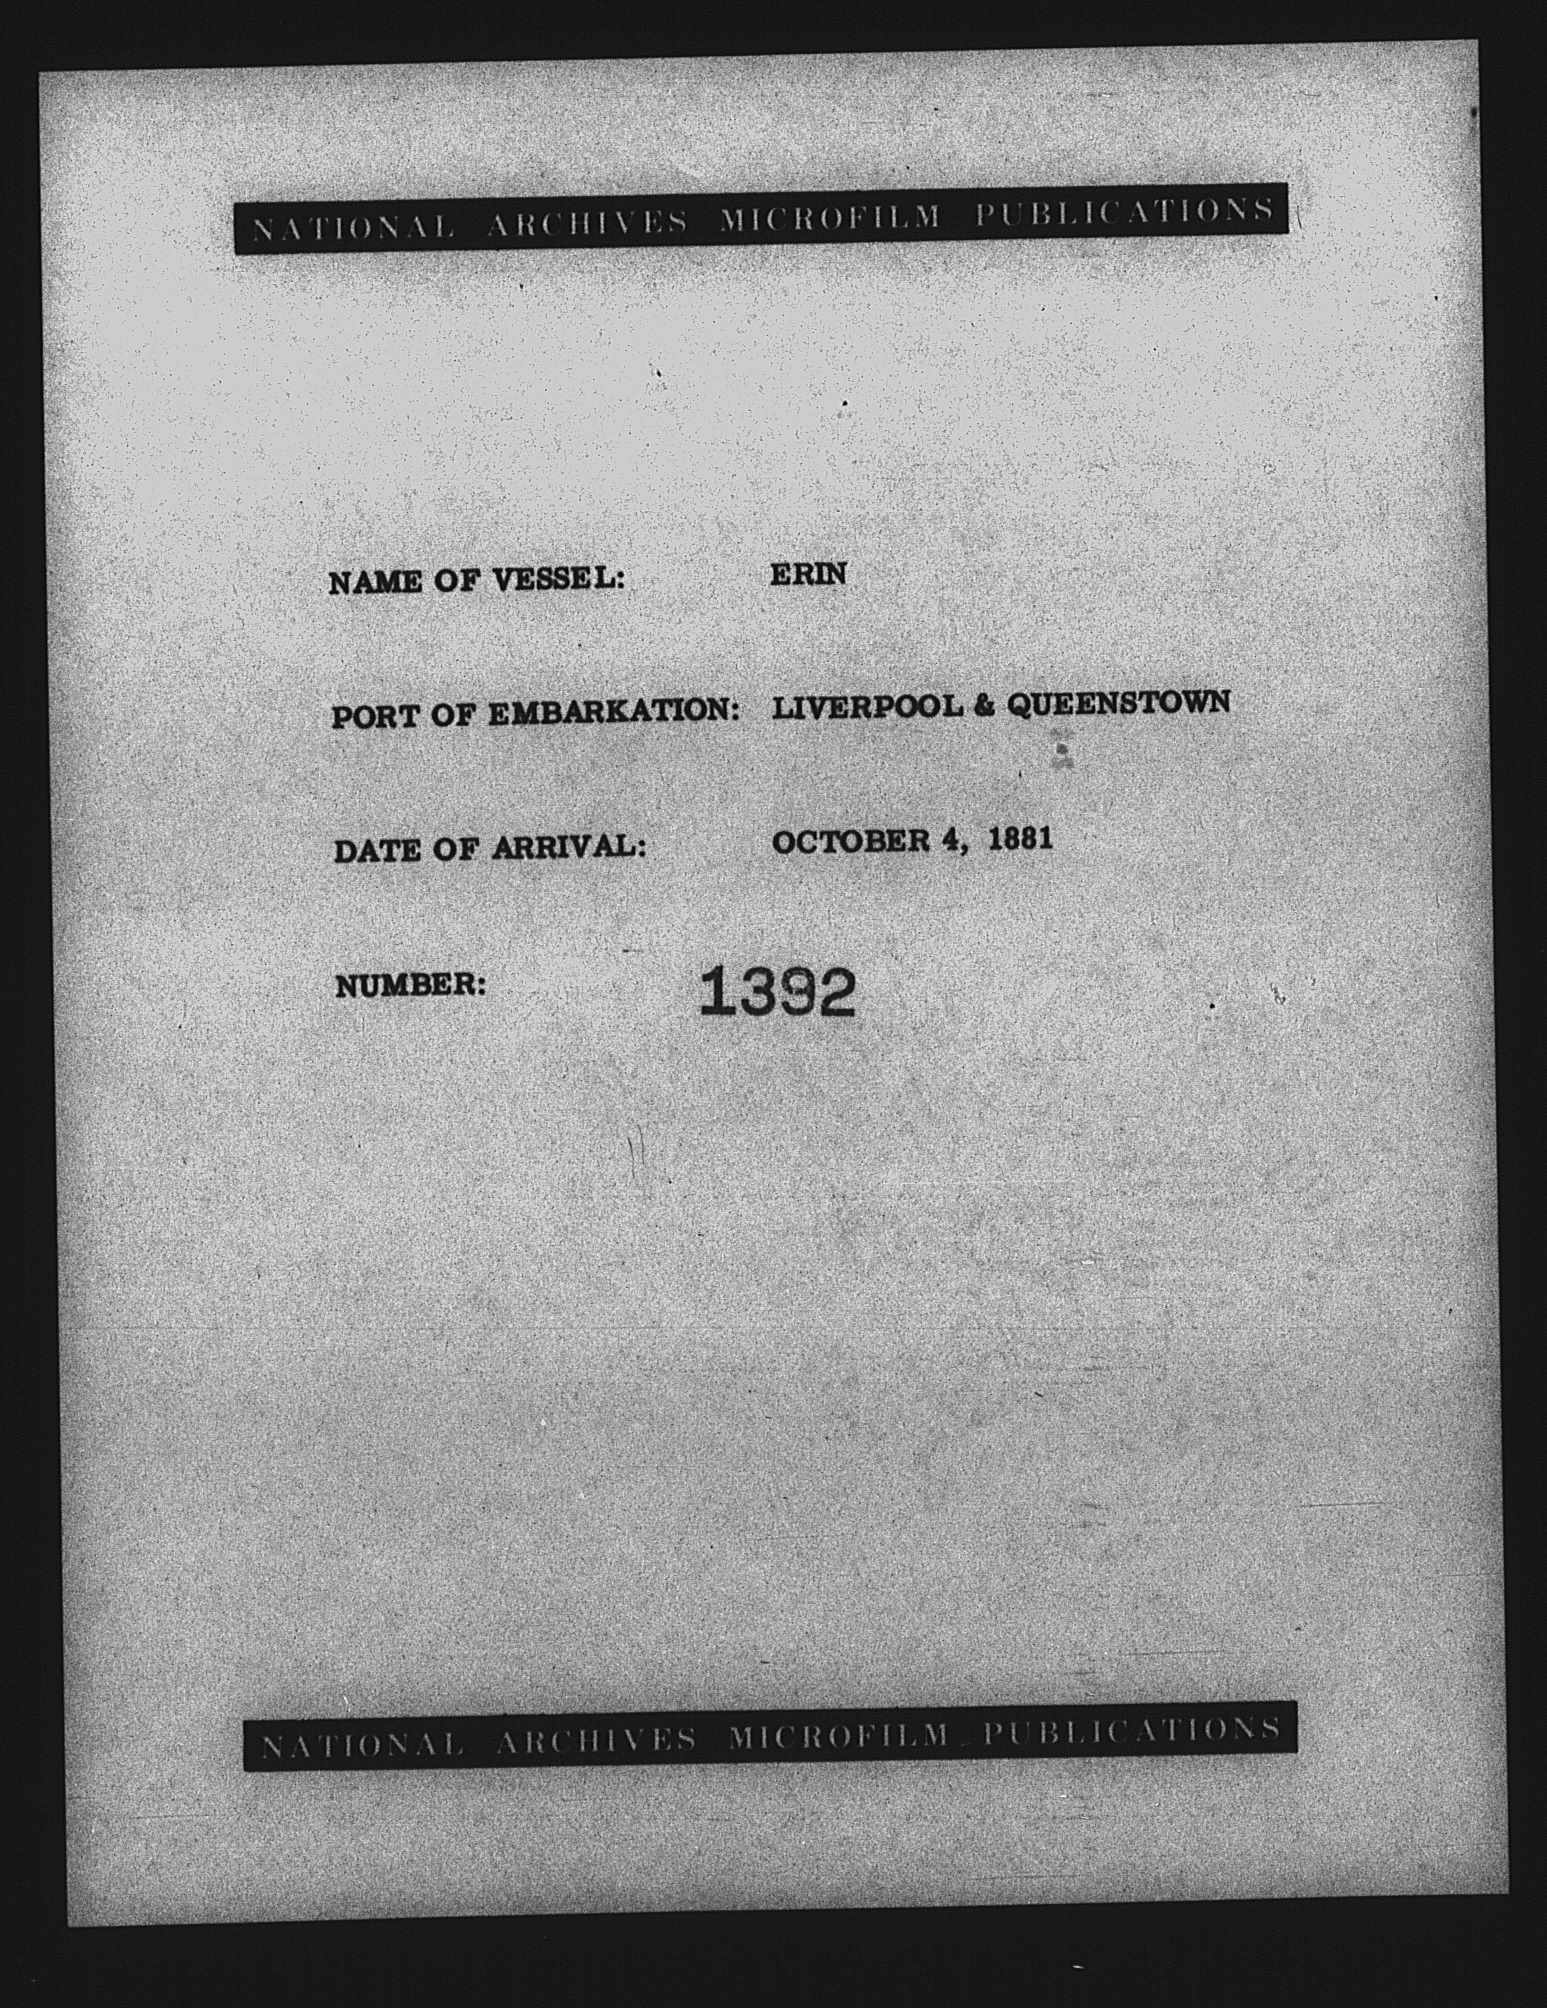 NATIONAL ARCHIVES MICROFILM PUBLICATIONS
NAME OF VESSEL: ERIN
PORT OF EMBARKATION: LIVERPOOL & QUEENSTOWN
DATE OF ARRIVAL: OCTOBER 4, 1881
NUMBER: 1392
NATIONAL ARCHIVES MICROFILM PUBLICATIONS